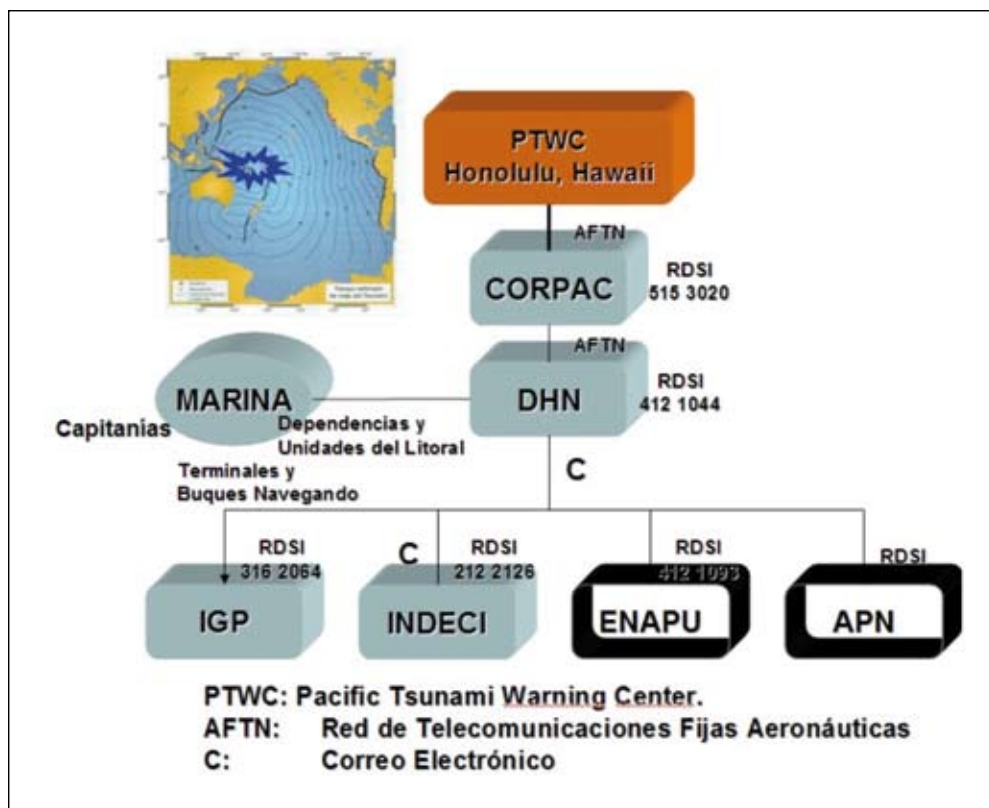 PTWC
Honolulu, Hawaii
AFTN
CORPAC
RDSI
515 3020
AFTN
MARINA
DHN
RDSI
412 1044
Capitanías
Dependencias y
Unidades del Litoral
Terminales y
Buques Navegando
C
RDSI
316 2064
C
RDSI
212 2126
RDSI
412 1093
RDSI
IGP
INDECI
ENAPU
APN
PTWC: Pacific Tsunami Warning Center.
AFTN: Red de Telecomunicaciones Fijas Aeronáuticas
C: Correo Electrónico